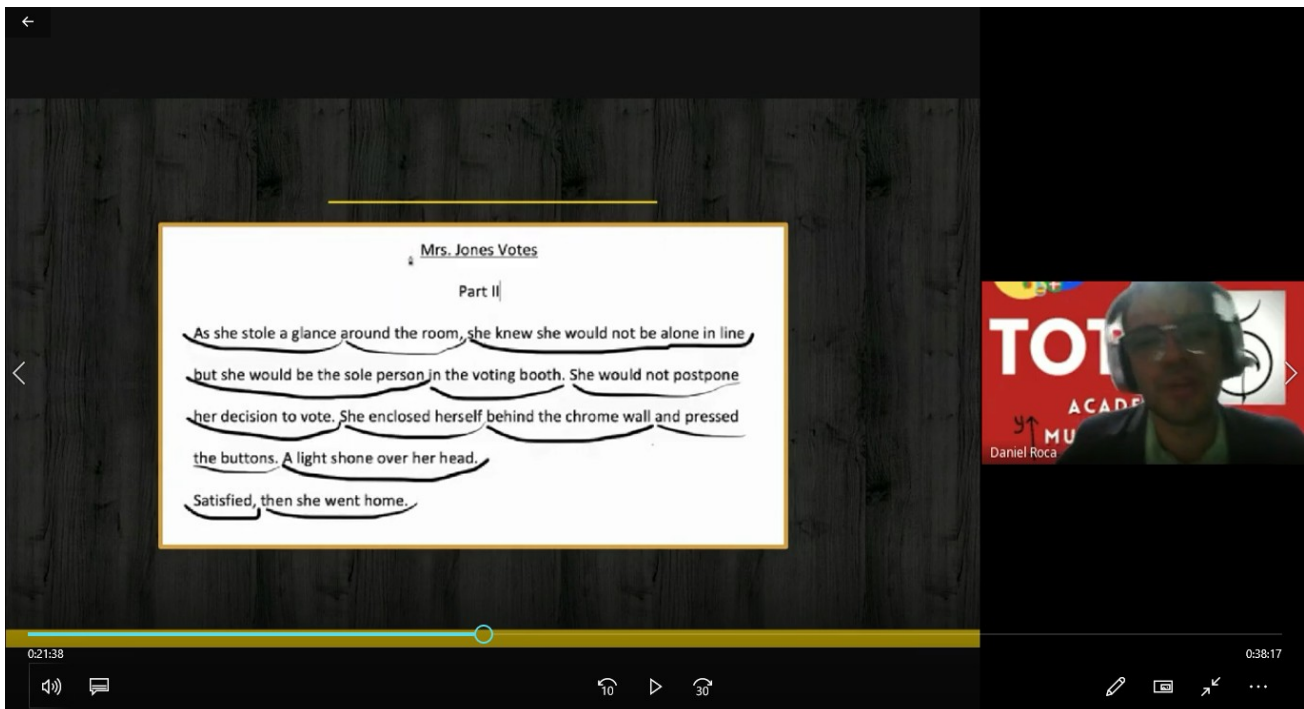 Mrs. Jones Votes
Part II
As she stole a glance around the room, she knew she would not be alone in line
but she would be the sole person in the voting booth. She would not postpone
her decision to vote. She enclosed herself behind the chrome wall and pressed
the buttons. A light shone over her head.
Satisfied, then she went home.
TOT
ACADE
MU
Daniel Roca
0:21:38
0:38:17
10
30